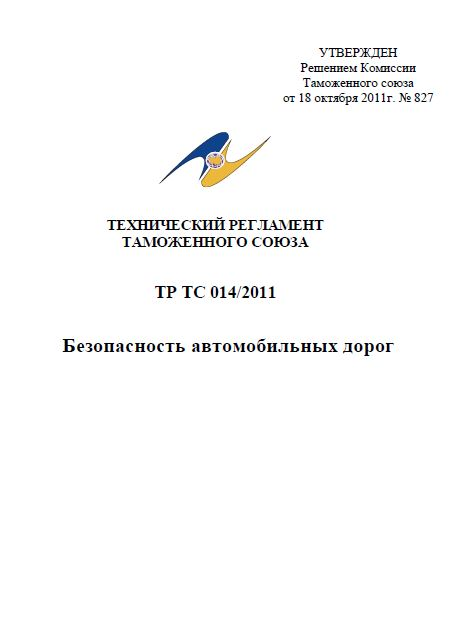 УТВЕРЖДЕН
Решением Комиссии
Таможенного союза
от 18 октября 2011г. № 827
ТЕХНИЧЕСКИЙ РЕГЛАМЕНТ
ТАМОЖЕННОГО СОЮЗА
ТР ТС 014/2011
Безопасность автомобильных дорог